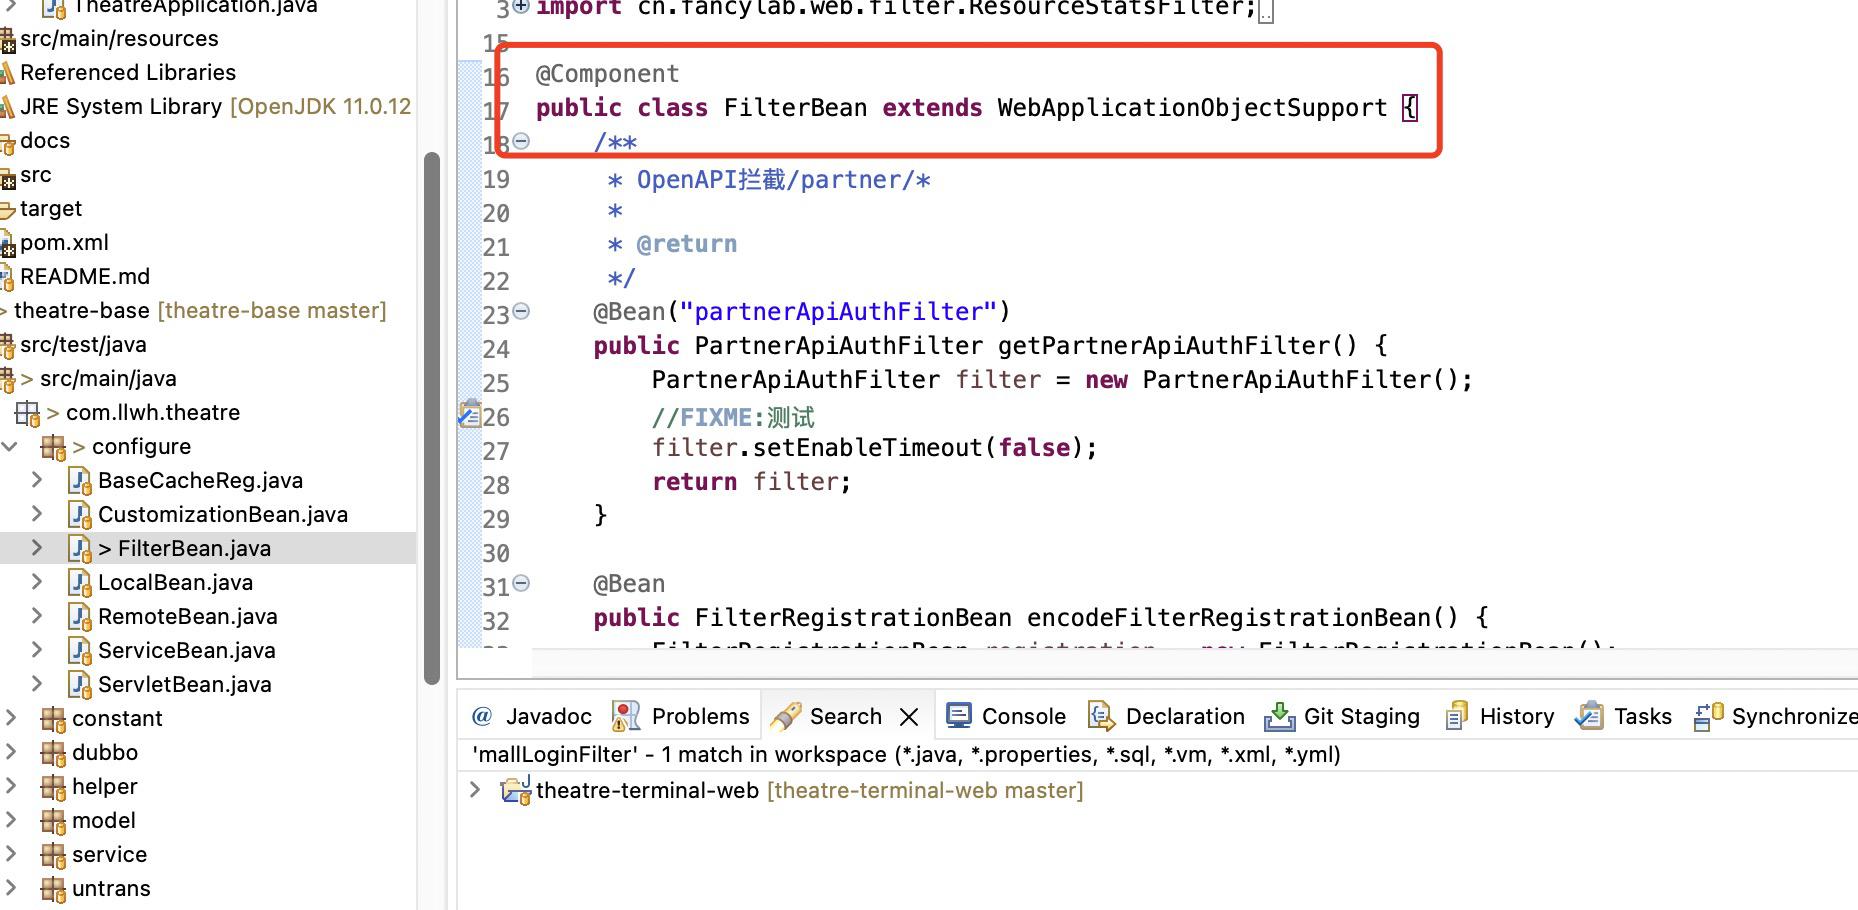 TheatreApplication.java
src/main/resources
Referenced Libraries
JRE System Library [OpenJDK 11.0.12
docs
src
target
pom.xml
README.md
> theatre-base [theatre-base master]
src/test/java
> src/main/java
> com.llwh.theatre
> configure
BaseCacheReg.java
CustomizationBean.java
> FilterBean.java
LocalBean.java
RemoteBean.java
ServiceBean.java
ServletBean.java
constant
dubbo
helper
model
service
untrans
3 import cn.fancylab.web.filter.ResourceStatsFilter;
15
16 @Component
17 public class FilterBean extends WebApplicationObjectSupport {
18 /**
19 * OpenAPI拦截/partner/*
20 *
21 * @return
22 */
23 @Bean("partnerApiAuthFilter")
24 public PartnerApiAuthFilter getPartnerApiAuthFilter() {
25 PartnerApiAuthFilter filter = new PartnerApiAuthFilter();
26 //FIXME:测试
27 filter.setEnableTimeout(false);
28 return filter;
29 }
30
31 @Bean
32 public FilterRegistrationBean encodeFilterRegistrationBean() {
33 FilterRegistrationBean registration = new FilterRegistrationBean();
@ Javadoc Problems Search Console Declaration Git Staging History Tasks Synchronize
'mallLoginFilter' - 1 match in workspace (*.java, *.properties, *.sql, *.vm, *.xml, *.yml)
theatre-terminal-web [theatre-terminal-web master]